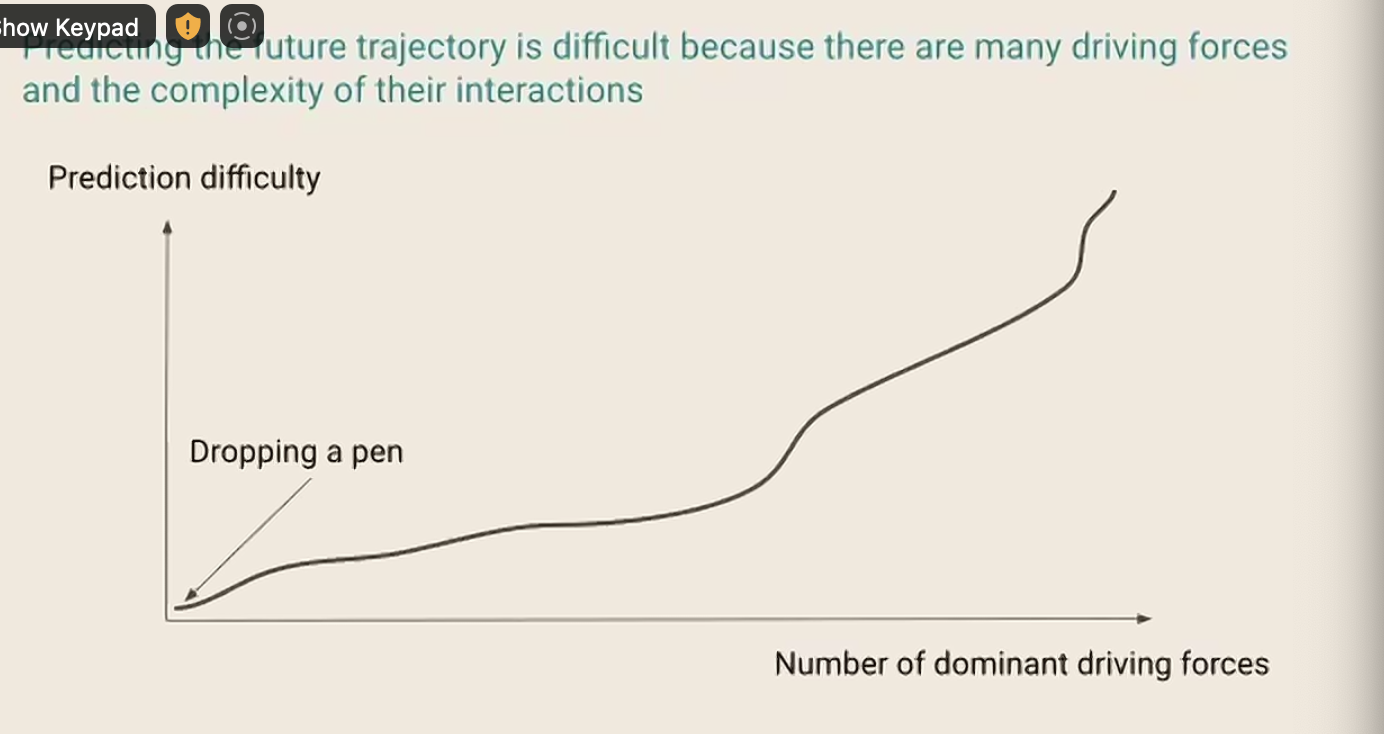 how Keypad
Predicting the future trajectory is difficult because there are many driving forces
and the complexity of their interactions
Prediction difficulty
Dropping a pen
Number of dominant driving forces